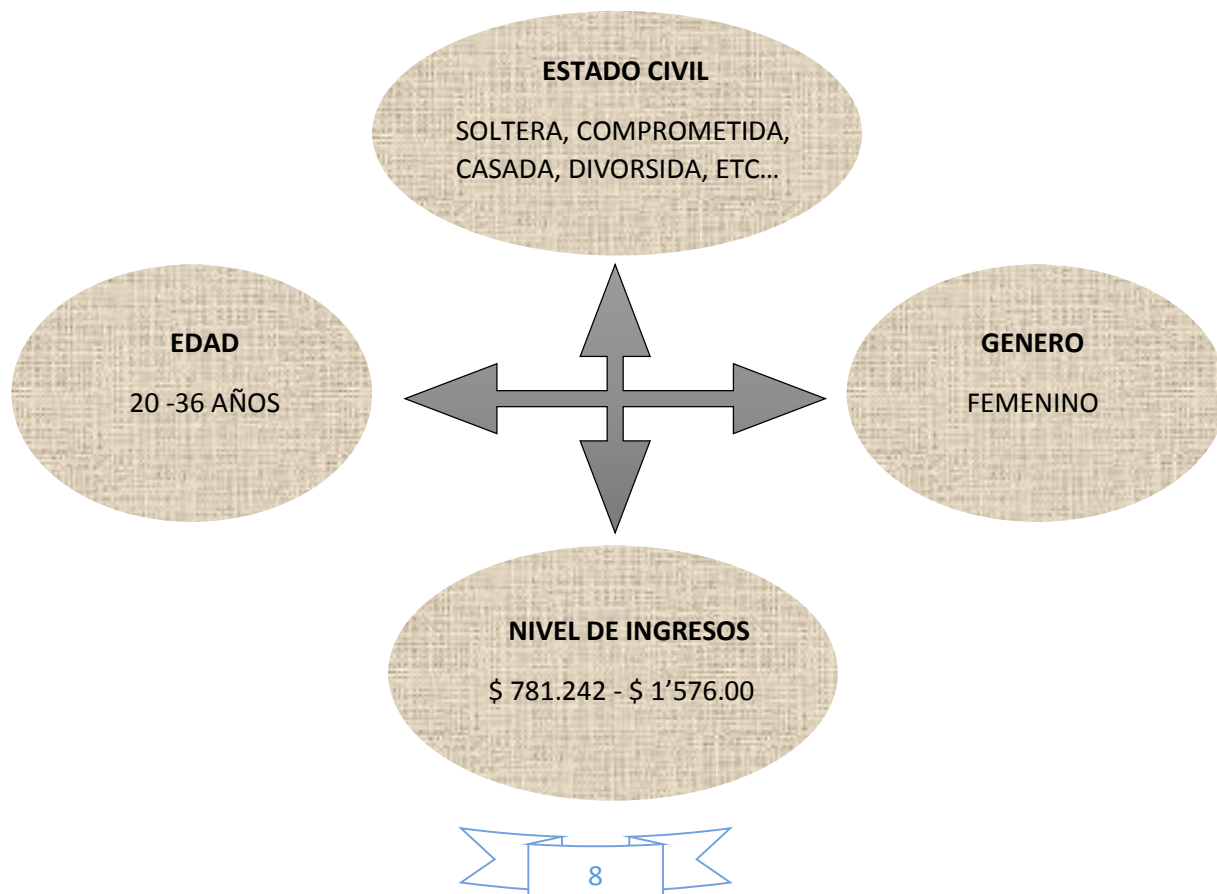 ESTADO CIVIL
SOLTERA, COMPROMETIDA,
CASADA, DIVORSIDA, ETC...
EDAD
20 -36 AÑOS
GENERO
FEMENINO
NIVEL DE INGRESOS
$ 781.242 - $ 1’576.00
8